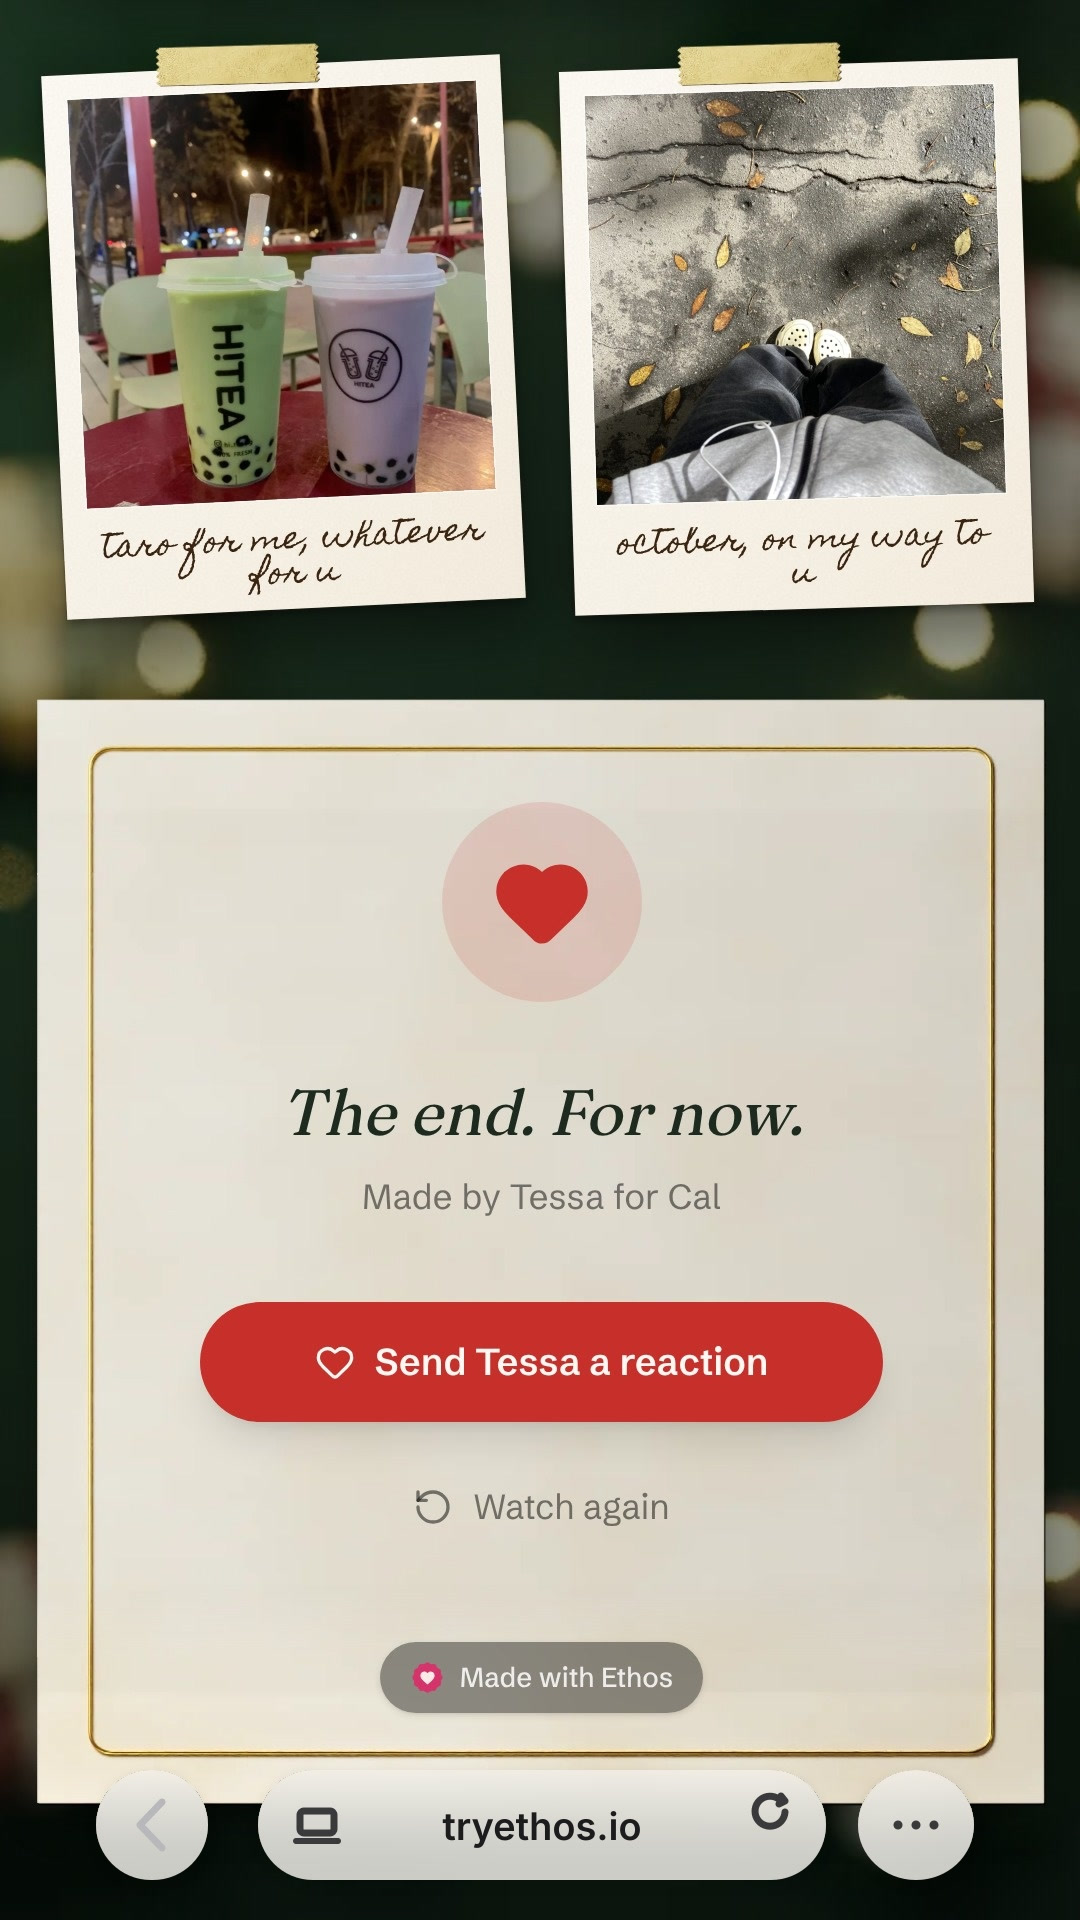 HITEA
HITEA
taro for me, whatever
for u
october, on my way to
u
The end. For now.
Made by Tessa for Cal
Send Tessa a reaction
Watch again
Made with Ethos
tryethos.io